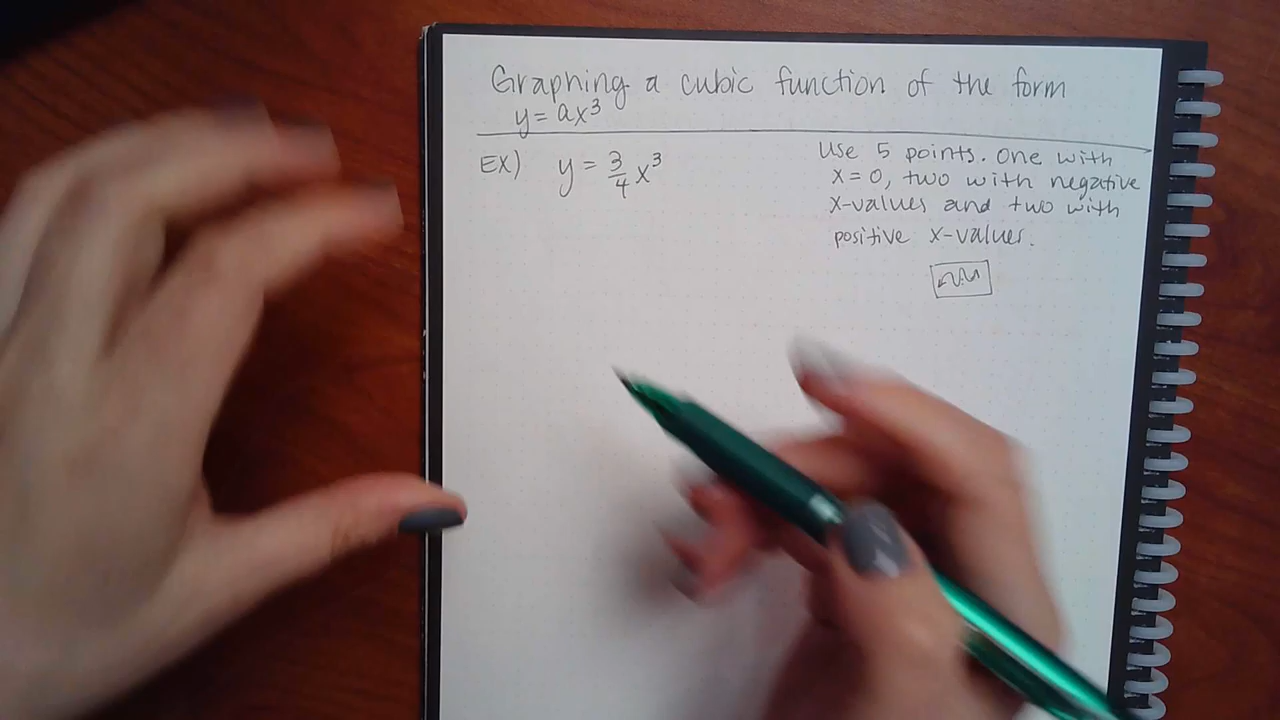 Graphing a cubic function of the form
y = ax³
EX) y = 3/4 x³
Use 5 points. One with
x = 0, two with negative
x-values and two with
positive x-values.